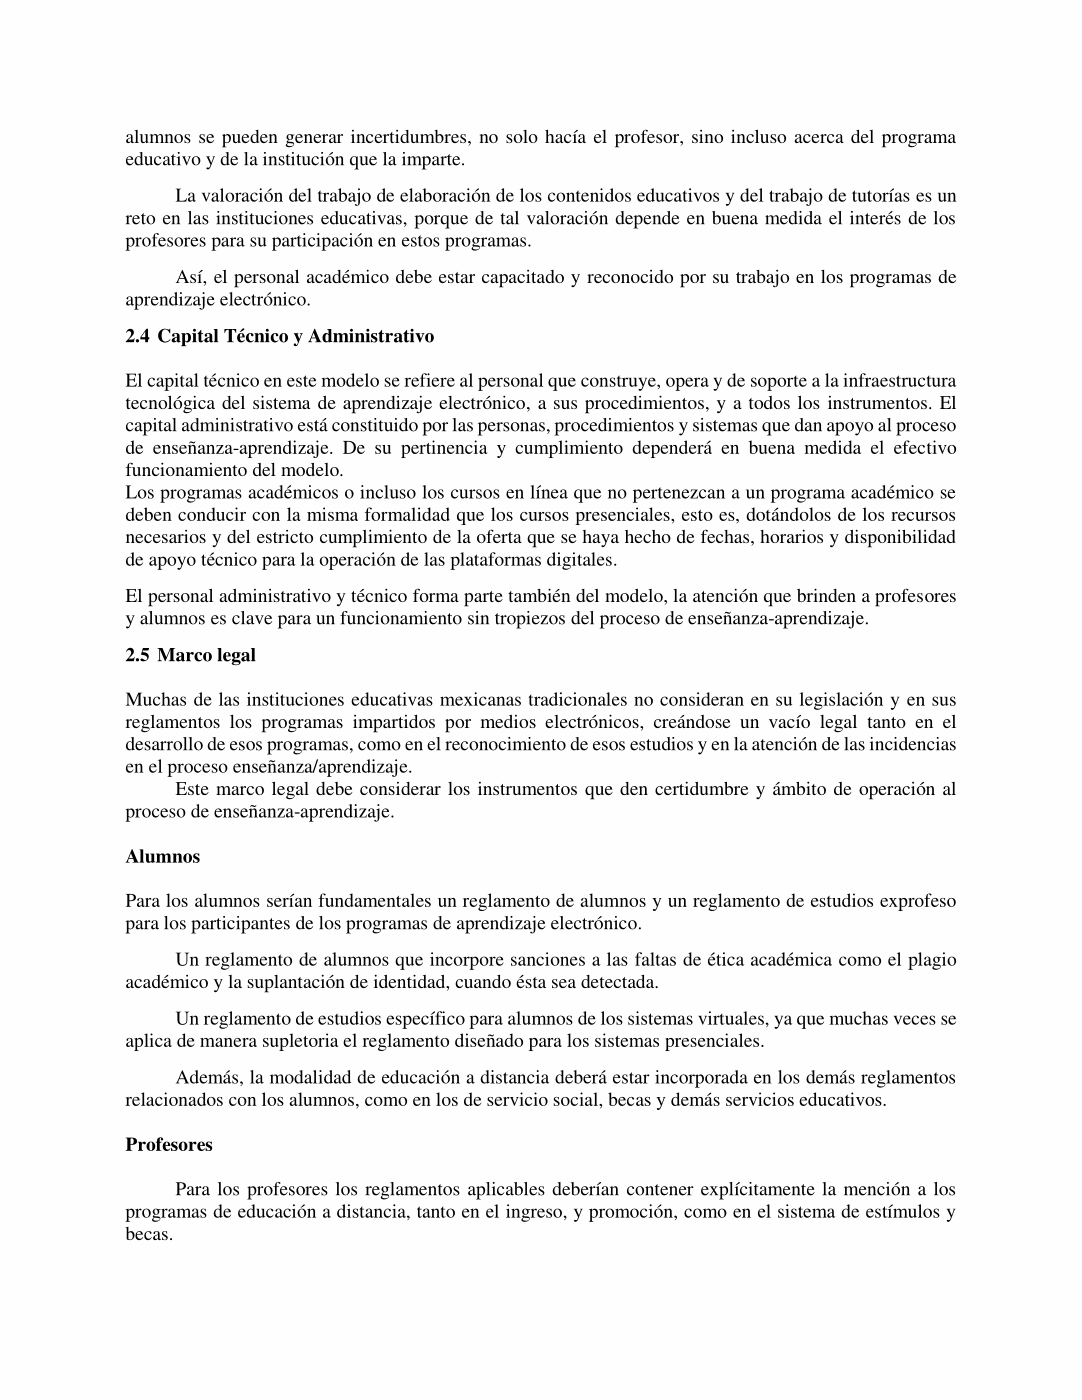 alumnos se pueden generar incertidumbres, no solo hacía el profesor, sino incluso acerca del programa
educativo y de la institución que la imparte.
La valoración del trabajo de elaboración de los contenidos educativos y del trabajo de tutorías es un
reto en las instituciones educativas, porque de tal valoración depende en buena medida el interés de los
profesores para su participación en estos programas.
Así, el personal académico debe estar capacitado y reconocido por su trabajo en los programas de
aprendizaje electrónico.
2.4 Capital Técnico y Administrativo
El capital técnico en este modelo se refiere al personal que construye, opera y de soporte a la infraestructura
tecnológica del sistema de aprendizaje electrónico, a sus procedimientos, y a todos los instrumentos. El
capital administrativo está constituido por las personas, procedimientos y sistemas que dan apoyo al proceso
de enseñanza-aprendizaje. De su pertinencia y cumplimiento dependerá en buena medida el efectivo
funcionamiento del modelo.
Los programas académicos o incluso los cursos en línea que no pertenezcan a un programa académico se
deben conducir con la misma formalidad que los cursos presenciales, esto es, dotándolos de los recursos
necesarios y del estricto cumplimiento de la oferta que se haya hecho de fechas, horarios y disponibilidad
de apoyo técnico para la operación de las plataformas digitales.
El personal administrativo y técnico forma parte también del modelo, la atención que brinden a profesores
y alumnos es clave para un funcionamiento sin tropiezos del proceso de enseñanza-aprendizaje.
2.5 Marco legal
Muchas de las instituciones educativas mexicanas tradicionales no consideran en su legislación y en sus
reglamentos los programas impartidos por medios electrónicos, creándose un vacío legal tanto en el
desarrollo de esos programas, como en el reconocimiento de esos estudios y en la atención de las incidencias
en el proceso enseñanza/aprendizaje.
Este marco legal debe considerar los instrumentos que den certidumbre y ámbito de operación al
proceso de enseñanza-aprendizaje.
Alumnos
Para los alumnos serían fundamentales un reglamento de alumnos y un reglamento de estudios exprofeso
para los participantes de los programas de aprendizaje electrónico.
Un reglamento de alumnos que incorpore sanciones a las faltas de ética académica como el plagio
académico y la suplantación de identidad, cuando ésta sea detectada.
Un reglamento de estudios específico para alumnos de los sistemas virtuales, ya que muchas veces se
aplica de manera supletoria el reglamento diseñado para los sistemas presenciales.
Además, la modalidad de educación a distancia deberá estar incorporada en los demás reglamentos
relacionados con los alumnos, como en los de servicio social, becas y demás servicios educativos.
Profesores
Para los profesores los reglamentos aplicables deberían contener explícitamente la mención a los
programas de educación a distancia, tanto en el ingreso, y promoción, como en el sistema de estímulos y
becas.